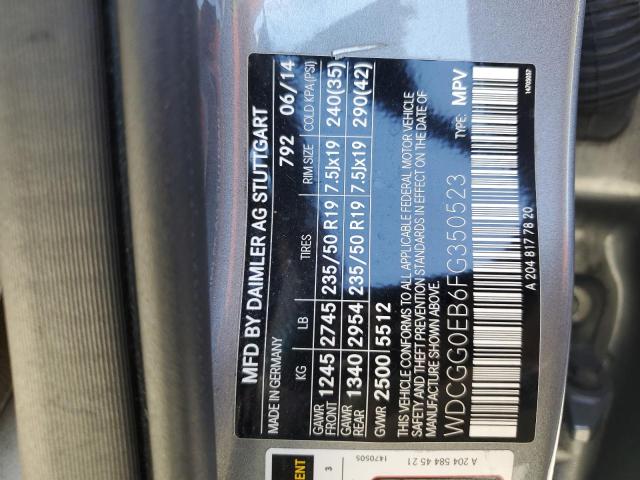 MFD BY DAIMLER AG STUTTGART
MADE IN GERMANY 792 06/14
KG LB TIRES RIM SIZE COLD KPA (PSI)
GAWR FRONT 1245 2745 235/50 R19 7.5Jx19 240(35)
GAWR REAR 1340 2954 235/50 R19 7.5Jx19 290(42)
GVWR 2500 5512
THIS VEHICLE CONFORMS TO ALL APPLICABLE FEDERAL MOTOR VEHICLE
SAFETY AND THEFT PREVENTION STANDARDS IN EFFECT ON THE DATE OF
MANUFACTURE SHOWN ABOVE.
WDCGG0EB6FG350523 TYPE: MPV
A 204 817 78 20
14705052
A 204 584 45 21
3
1470505